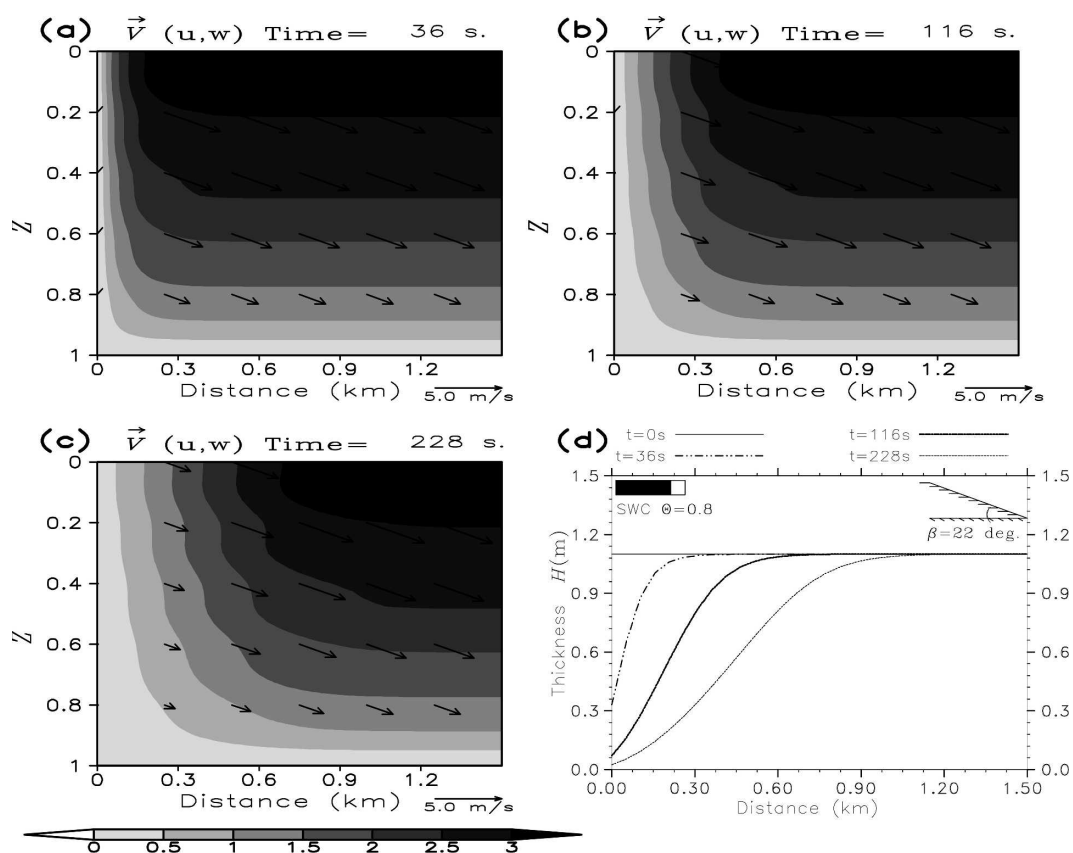 (a) V (u,w) Time= 36 s.
0
0.2
0.4
Z
0.6
0.8
1
0 0.3 0.6 0.9 1.2
Distance (km) 5.0 m/s
(b) V (u,w) Time= 116 s.
0
0.2
0.4
Z
0.6
0.8
1
0 0.3 0.6 0.9 1.2
Distance (km) 5.0 m/s
(c) V (u,w) Time= 228 s.
0
0.2
0.4
Z
0.6
0.8
1
0 0.3 0.6 0.9 1.2
Distance (km) 5.0 m/s
0 0.5 1 1.5 2 2.5 3
(d)
t=0s t=116s
t=36s t=228s
1.5 1.5
SWC Θ=0.8
β=22 deg.
1.2 1.2
Thickness H(m)
0.9 0.9
0.6 0.6
0.3 0.3
0.0 0.0
0.00 0.30 0.60 0.90 1.20 1.50
Distance (km)